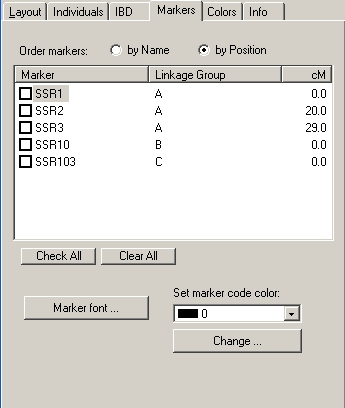 Layout Individuals IBD Markers Colors Info
Order markers: by Name by Position
Marker Linkage Group cM
SSR1 A 0.0
SSR2 A 20.0
SSR3 A 29.0
SSR10 B 0.0
SSR103 C 0.0
Check All Clear All
Set marker code color:
Marker font ... 0
Change ...